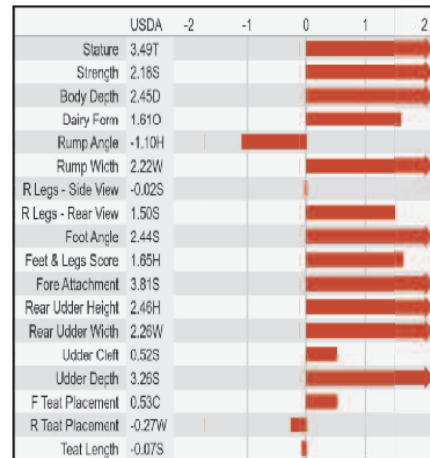 USDA -2 -1 0 1 2
Stature 3.49T
Strength 2.18S
Body Depth 2.45D
Dairy Form 1.61O
Rump Angle -1.10H
Rump Width 2.22W
R Legs - Side View -0.02S
R Legs - Rear View 1.50S
Foot Angle 2.44S
Feet & Legs Score 1.65H
Fore Attachment 3.81S
Rear Udder Height 2.46H
Rear Udder Width 2.26W
Udder Cleft 0.52S
Udder Depth 3.26S
F Teat Placement 0.53C
R Teat Placement -0.27W
Teat Length -0.07S